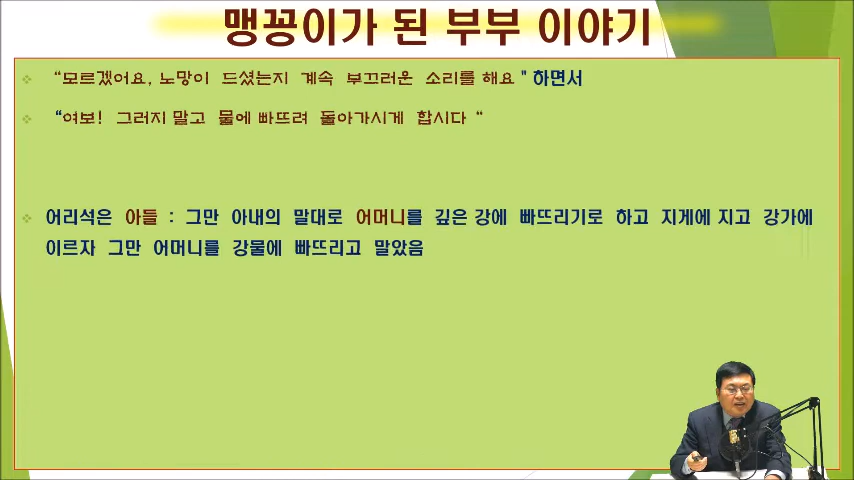 맹꽁이가 된 부부 이야기
“모르겠어요, 노망이 드셨는지 계속 부끄러운 소리를 해요 " 하면서
“여보! 그러지 말고 물에 빠뜨려 돌아가시게 합시다 “
어리석은 아들 : 그만 아내의 말대로 어머니를 깊은 강에 빠뜨리기로 하고 지게에 지고 강가에
이르자 그만 어머니를 강물에 빠뜨리고 말았음